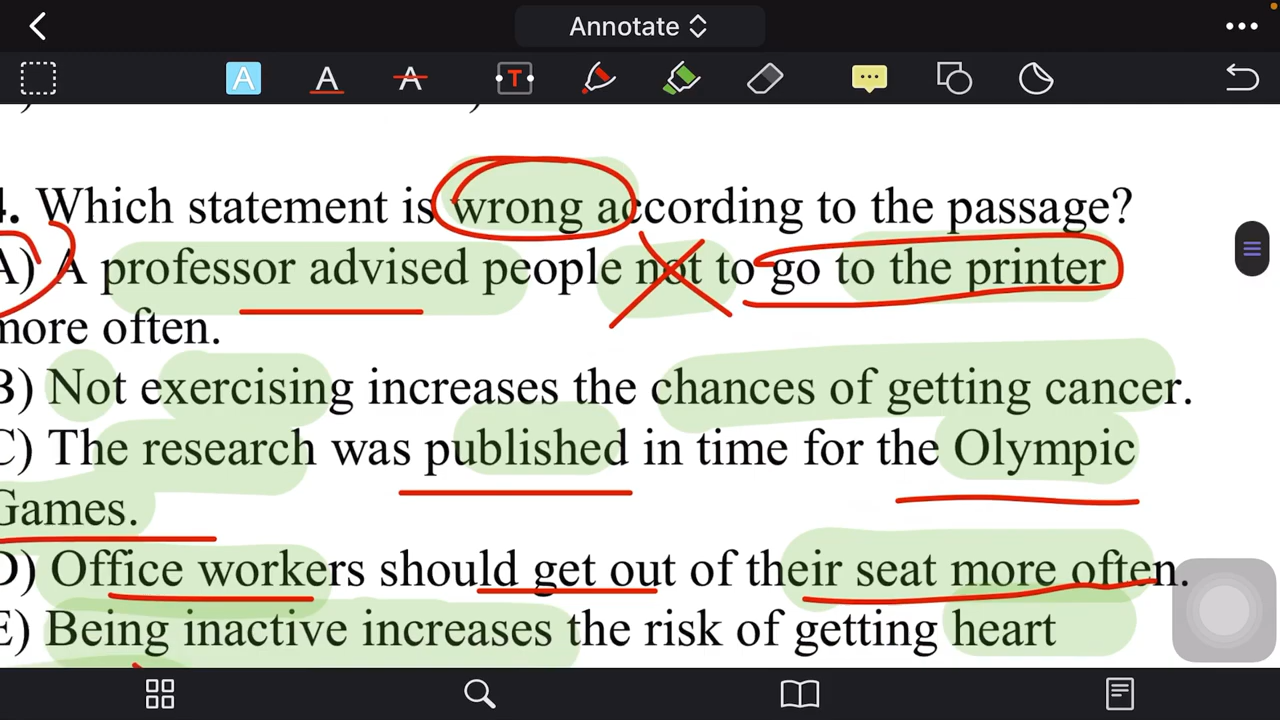 Annotate
4. Which statement is wrong according to the passage?
A) A professor advised people not to go to the printer
more often.
B) Not exercising increases the chances of getting cancer.
C) The research was published in time for the Olympic
Games.
D) Office workers should get out of their seat more often.
E) Being inactive increases the risk of getting heart